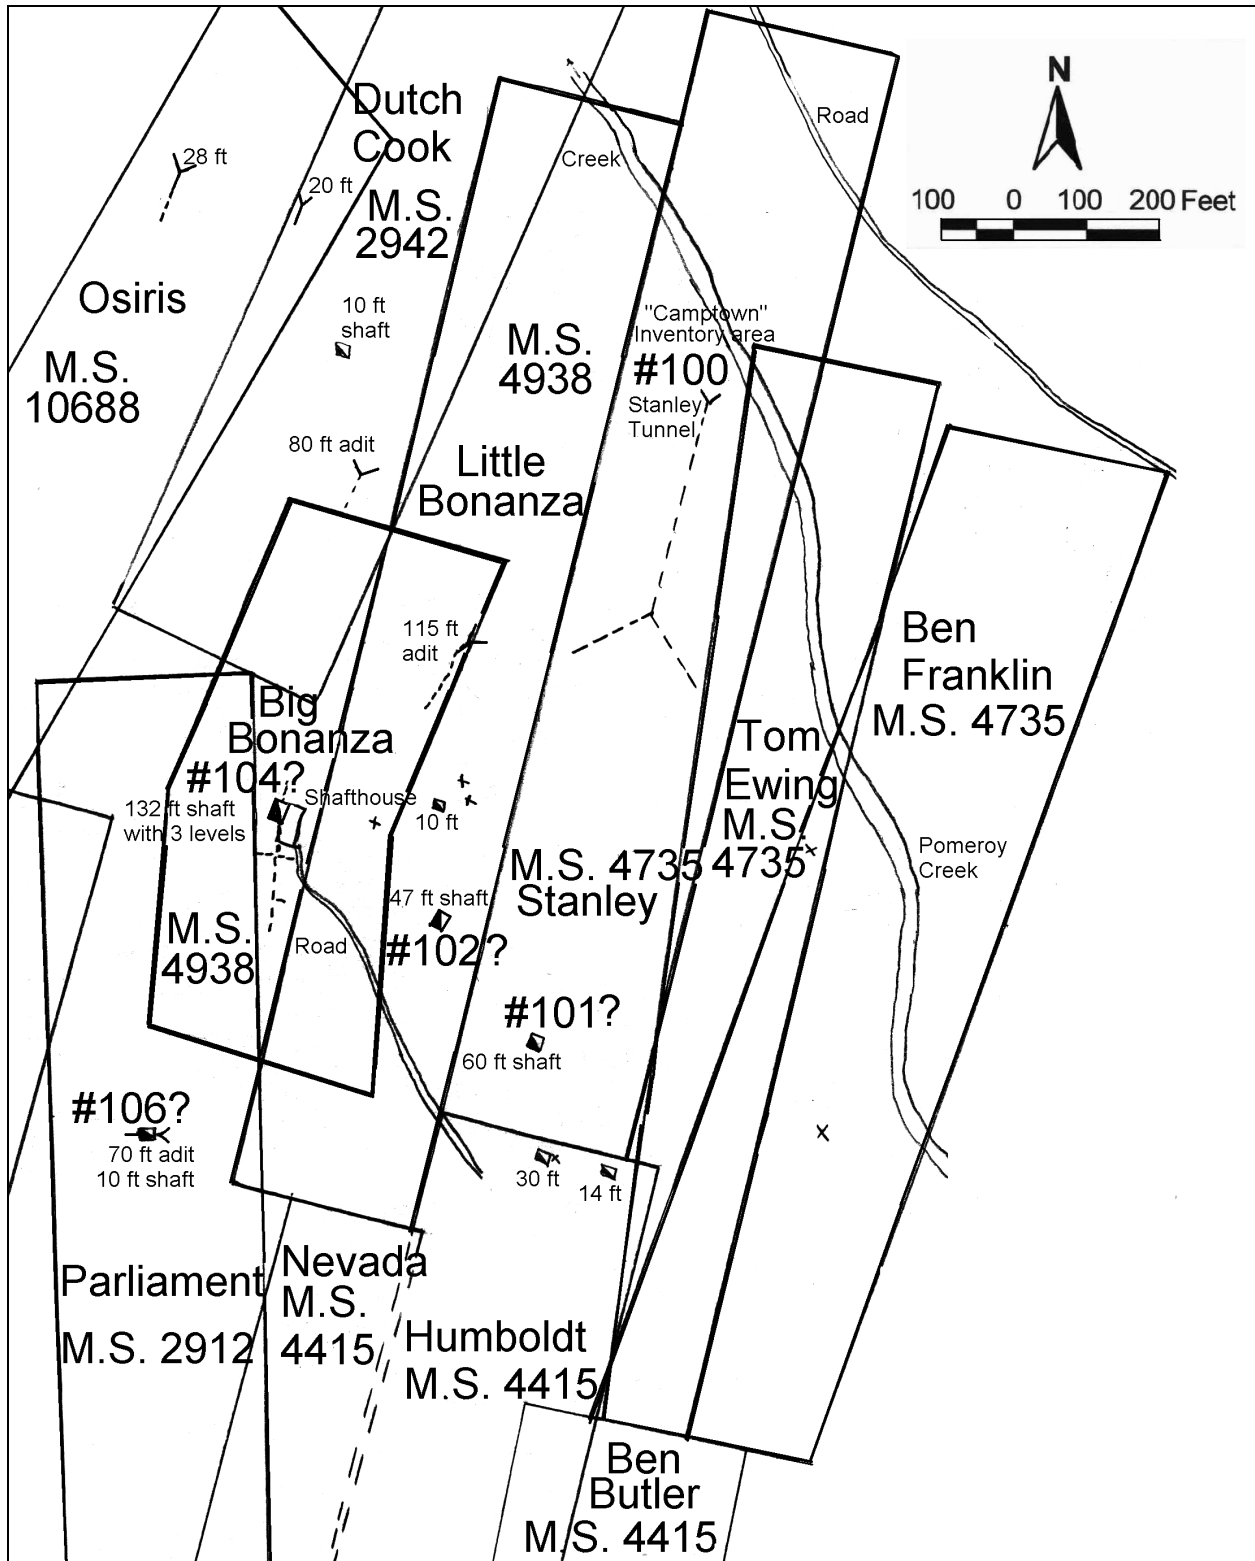 Dutch
Cook
M.S.
2942
Road
N
100 0 100 200 Feet
Creek
28 ft
20 ft
Osiris
M.S.
10688
10 ft
shaft
"Camptown"
Inventory area
#100
Stanley
Tunnel
M.S.
4938
80 ft adit
Little
Bonanza
115 ft
adit
Ben
Franklin
M.S. 4735
Big
Bonanza
#104?
Shafthouse
132 ft shaft
with 3 levels
10 ft
Tom
Ewing
M.S.
4735
M.S. 4735
Stanley
Pomeroy
Creek
47 ft shaft
#102?
M.S.
4938
Road
#101?
60 ft shaft
#106?
70 ft adit
10 ft shaft
30 ft
14 ft
Parliament
M.S. 2912
Nevada
M.S.
4415
Humboldt
M.S. 4415
Ben
Butler
M.S. 4415